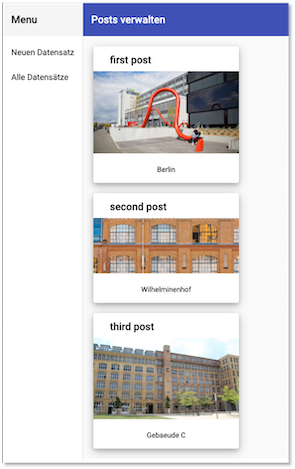 Menu
Posts verwalten
Neuen Datensatz
Alle Datensätze
first post
Berlin
second post
Wilhelminenhof
third post
Gebaeude C